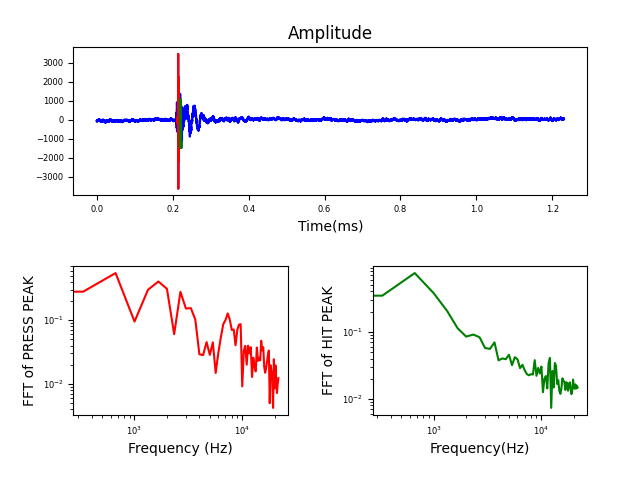 Amplitude
3000
2000
1000
0
−1000
−2000
−3000
0.0 0.2 0.4 0.6 0.8 1.0 1.2
Time(ms)
FFT of PRESS PEAK
10⁻¹
10⁻²
10³ 10⁴
Frequency (Hz)
FFT of HIT PEAK
10⁻¹
10⁻²
10³ 10⁴
Frequency(Hz)